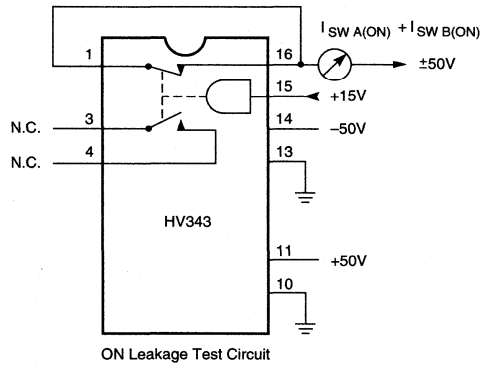 I SW A(ON) + I SW B(ON)
1
16
±50V
15
+15V
N.C.
3
14
–50V
N.C.
4
13
HV343
11
+50V
10
ON Leakage Test Circuit